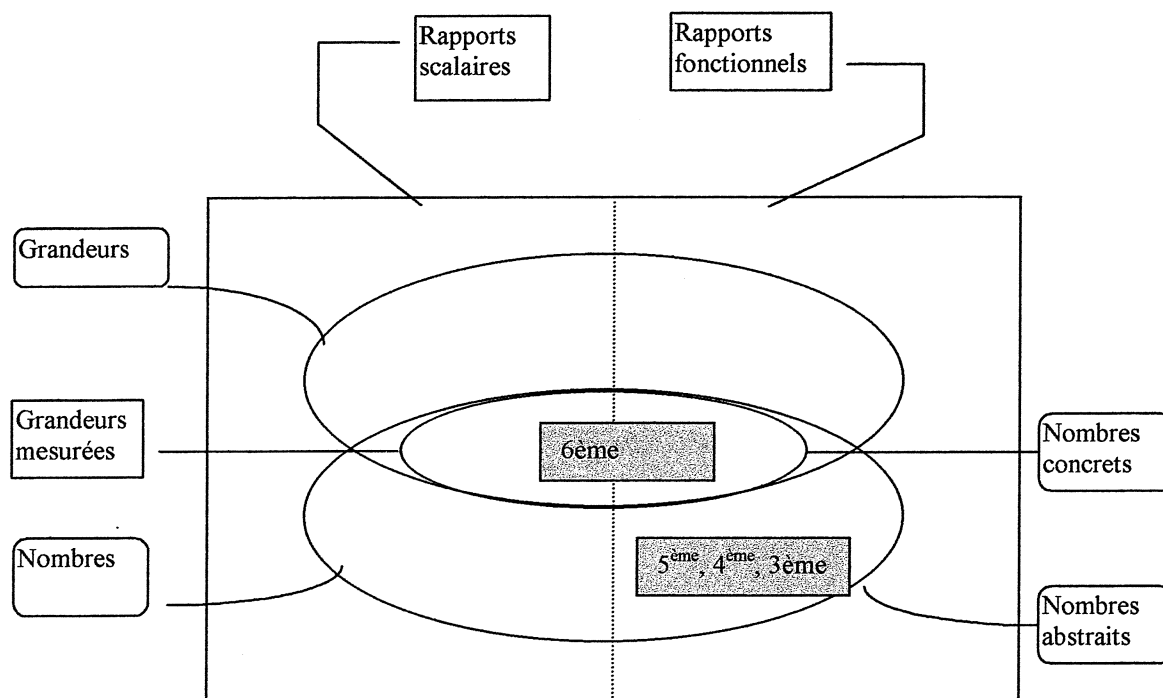 Rapports
scalaires
Rapports
fonctionnels
Grandeurs
Grandeurs
mesurées
6ème
Nombres
concrets
Nombres
5ème, 4ème, 3ème
Nombres
abstraits